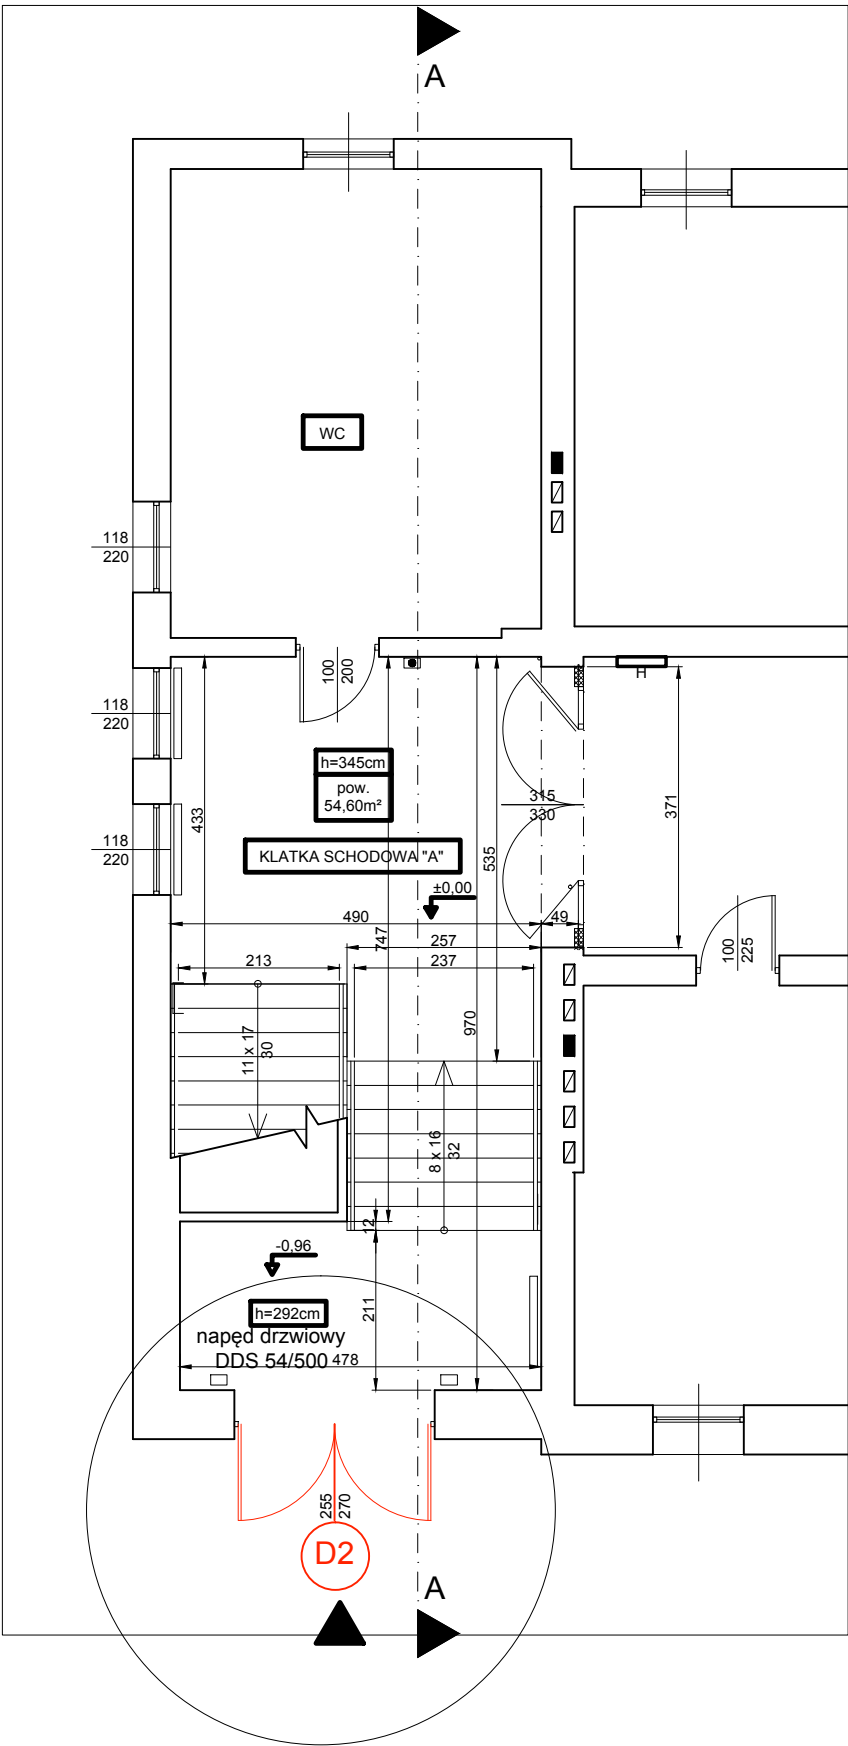 A
WC
118
220
100
200
H
118
220
h=345cm
pow.
54,60m²
315
330
371
433
118
220
KLATKA SCHODOWA "A"
535
±0,00
490
49
747
257
100
225
213
237
970
11 x 17
30
8 x 16
32
12
-0,96
211
h=292cm
napęd drzwiowy
DDS 54/500
478
255
270
D2
A